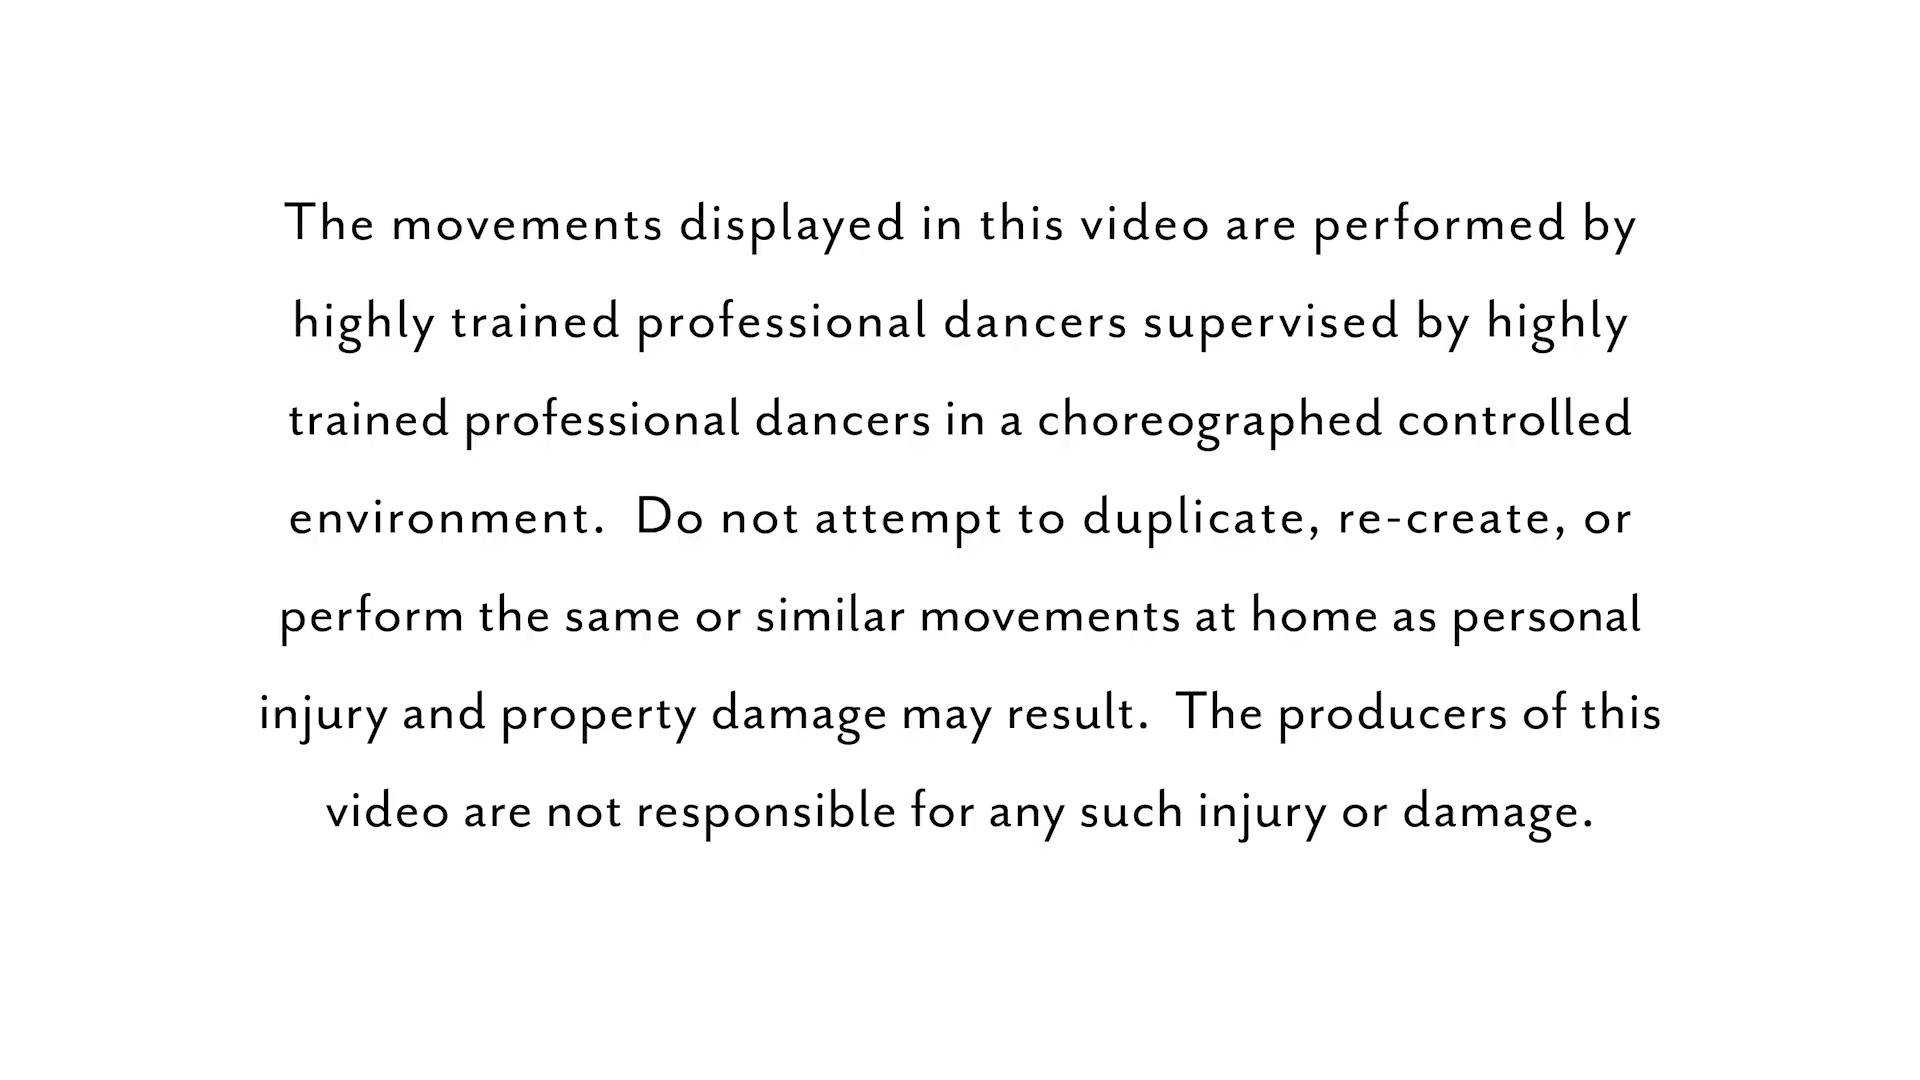 The movements displayed in this video are performed by
highly trained professional dancers supervised by highly
trained professional dancers in a choreographed controlled
environment.  Do not attempt to duplicate, re-create, or
perform the same or similar movements at home as personal
injury and property damage may result.  The producers of this
video are not responsible for any such injury or damage.